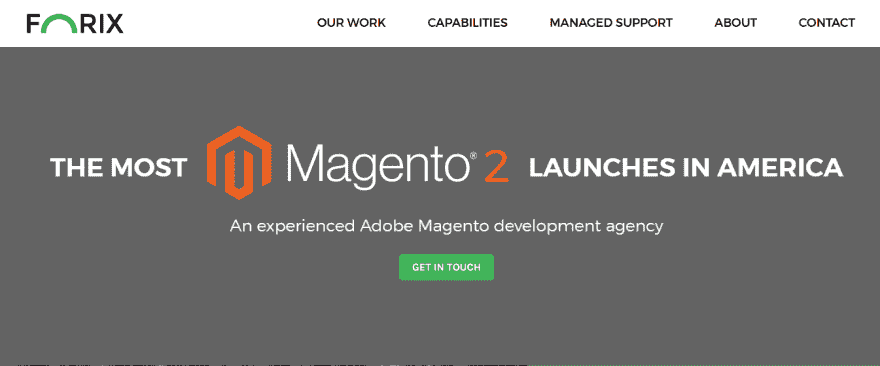 FORIX OUR WORK CAPABILITIES MANAGED SUPPORT ABOUT CONTACT
THE MOST Magento® 2 LAUNCHES IN AMERICA
An experienced Adobe Magento development agency
GET IN TOUCH